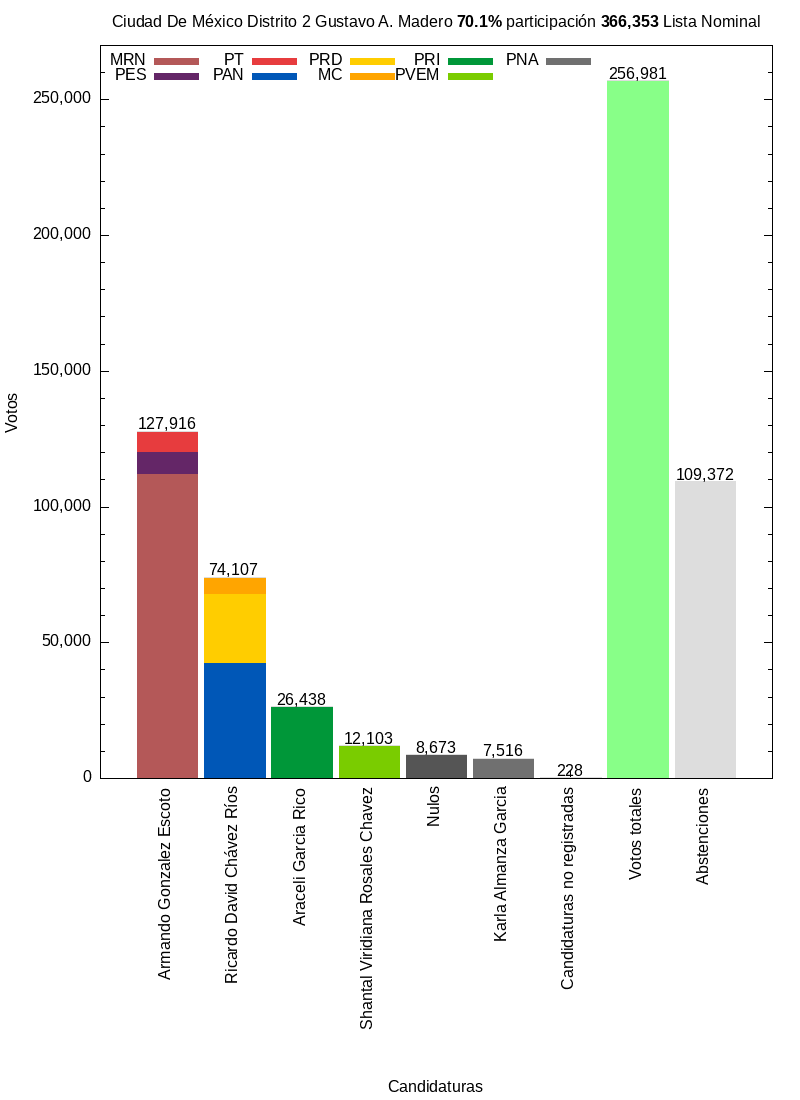 Ciudad De México Distrito 2 Gustavo A. Madero 70.1% participación 366,353 Lista Nominal
MRN PT PRD PRI PNA
PES PAN MC PVEM
256,981
250,000
200,000
150,000
Votos
127,916
109,372
100,000
74,107
50,000
26,438
12,103
8,673
7,516
228
0
Armando Gonzalez Escoto
Ricardo David Chávez Ríos
Araceli Garcia Rico
Shantal Viridiana Rosales Chavez
Nulos
Karla Almanza Garcia
Candidaturas no registradas
Votos totales
Abstenciones
Candidaturas